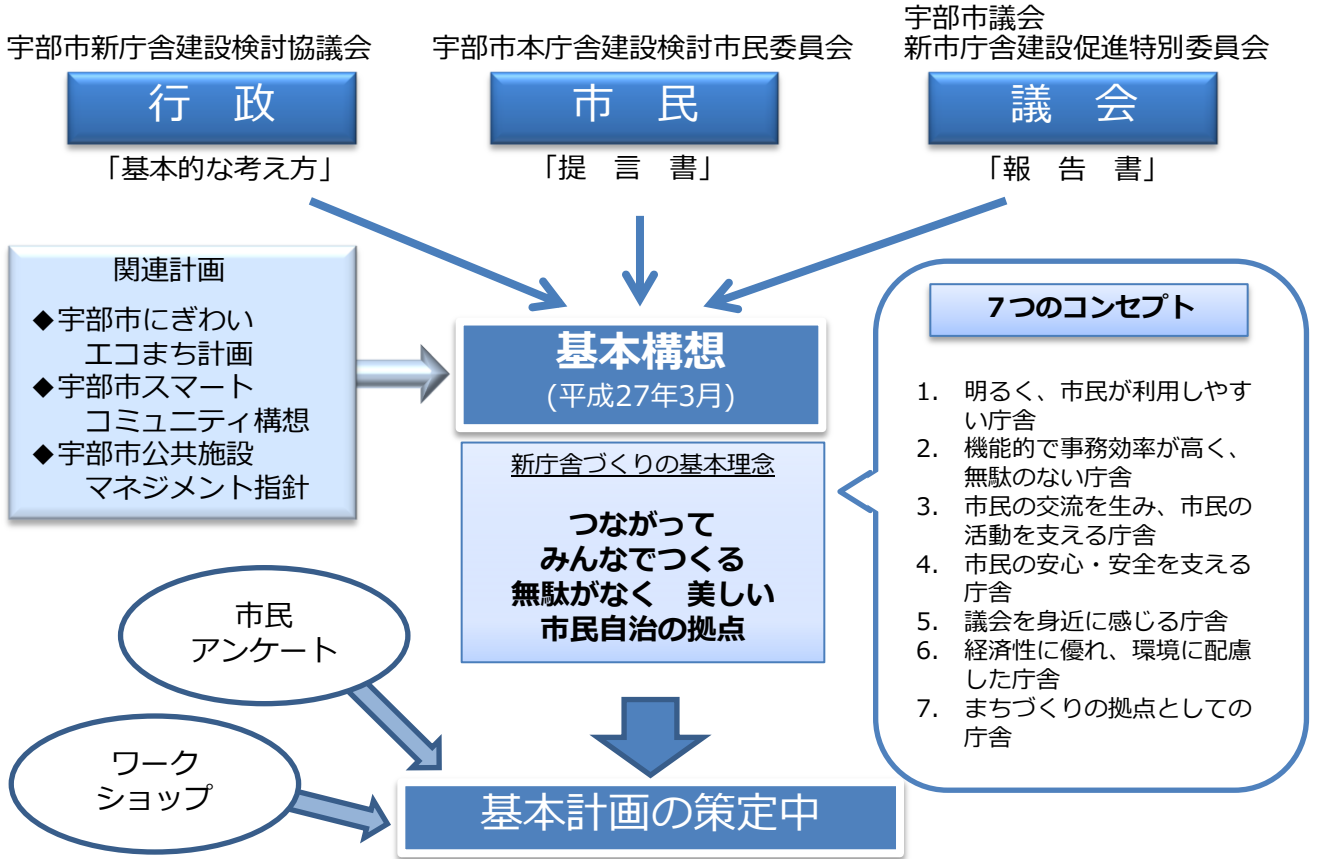 宇部市新庁舎建設検討協議会
行　政
「基本的な考え方」
宇部市本庁舎建設検討市民委員会
市　民
「提　言　書」
宇部市議会
新市庁舎建設促進特別委員会
議　会
「報　告　書」
関連計画
◆宇部市にぎわい
エコまち計画
◆宇部市スマート
コミュニティ構想
◆宇部市公共施設
マネジメント指針
基本構想
(平成27年3月)
新庁舎づくりの基本理念
つながって
みんなでつくる
無駄がなく　美しい
市民自治の拠点
７つのコンセプト
1.　明るく、市民が利用しやす
い庁舎
2.　機能的で事務効率が高く、
無駄のない庁舎
3.　市民の交流を生み、市民の
活動を支える庁舎
4.　市民の安心・安全を支える
庁舎
5.　議会を身近に感じる庁舎
6.　経済性に優れ、環境に配慮
した庁舎
7.　まちづくりの拠点としての
庁舎
市民
アンケート
ワーク
ショップ
基本計画の策定中